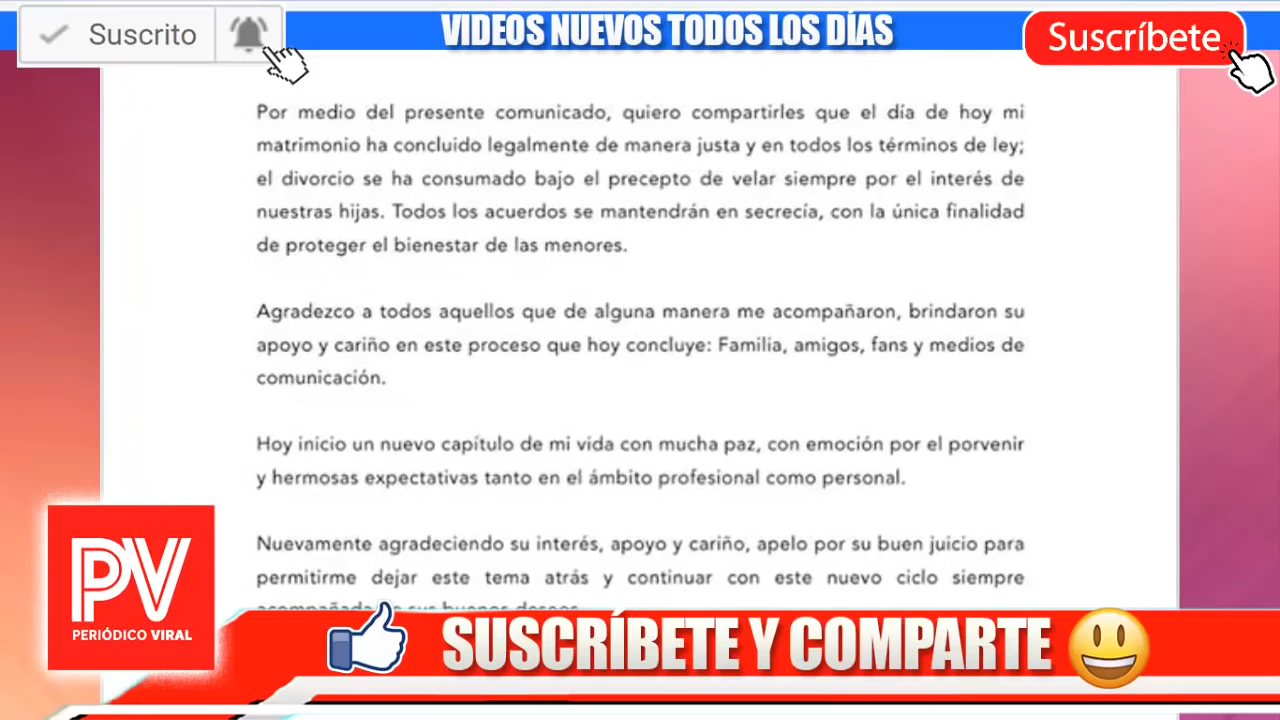 Suscrito
VIDEOS NUEVOS TODOS LOS DÍAS
Suscríbete
Por medio del presente comunicado, quiero compartirles que el día de hoy mi
matrimonio ha concluido legalmente de manera justa y en todos los términos de ley;
el divorcio se ha consumado bajo el precepto de velar siempre por el interés de
nuestras hijas. Todos los acuerdos se mantendrán en secrecía, con la única finalidad
de proteger el bienestar de las menores.
Agradezco a todos aquellos que de alguna manera me acompañaron, brindaron su
apoyo y cariño en este proceso que hoy concluye: Familia, amigos, fans y medios de
comunicación.
Hoy inicio un nuevo capítulo de mi vida con mucha paz, con emoción por el porvenir
y hermosas expectativas tanto en el ámbito profesional como personal.
Nuevamente agradeciendo su interés, apoyo y cariño, apelo por su buen juicio para
permitirme dejar este tema atrás y continuar con este nuevo ciclo siempre
PV
PERIÓDICO VIRAL
SUSCRÍBETE Y COMPARTE